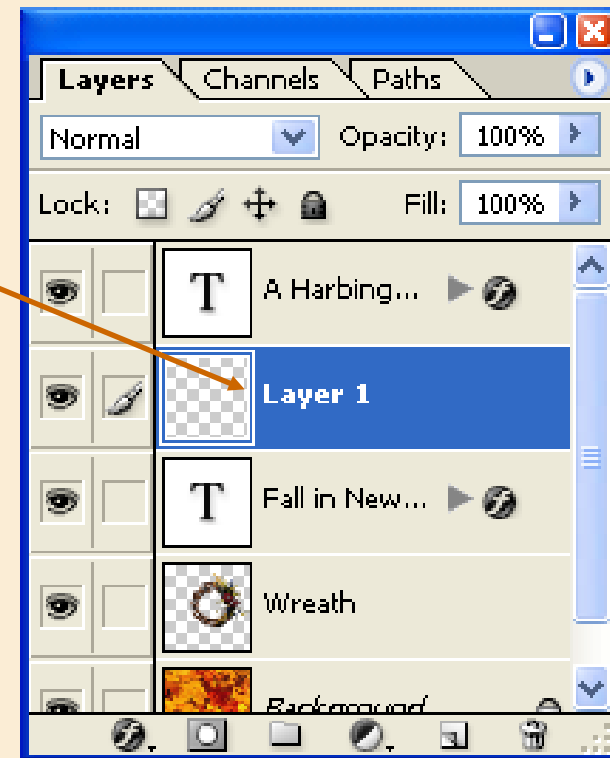 Layers Channels Paths
Normal Opacity: 100%
Lock: Fill: 100%
T A Harbing...
Layer 1
T Fall in New...
Wreath
Background